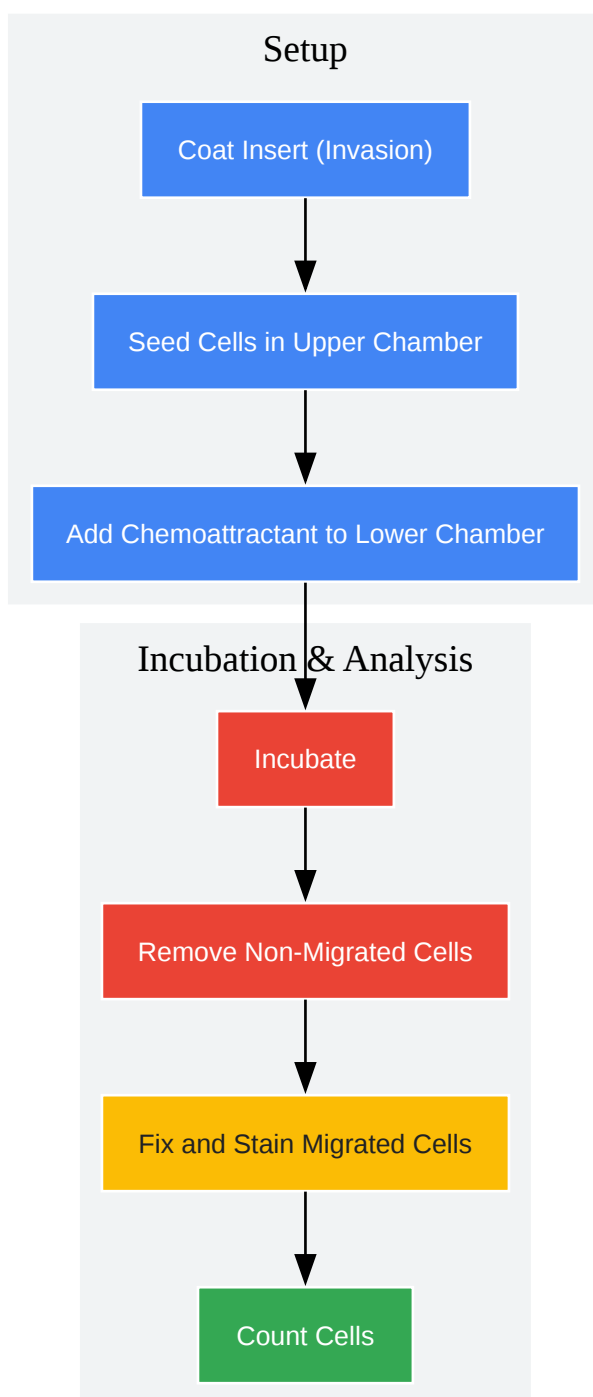 Setup
Coat Insert (Invasion)
Seed Cells in Upper Chamber
Add Chemoattractant to Lower Chamber
Incubation & Analysis
Incubate
Remove Non-Migrated Cells
Fix and Stain Migrated Cells
Count Cells